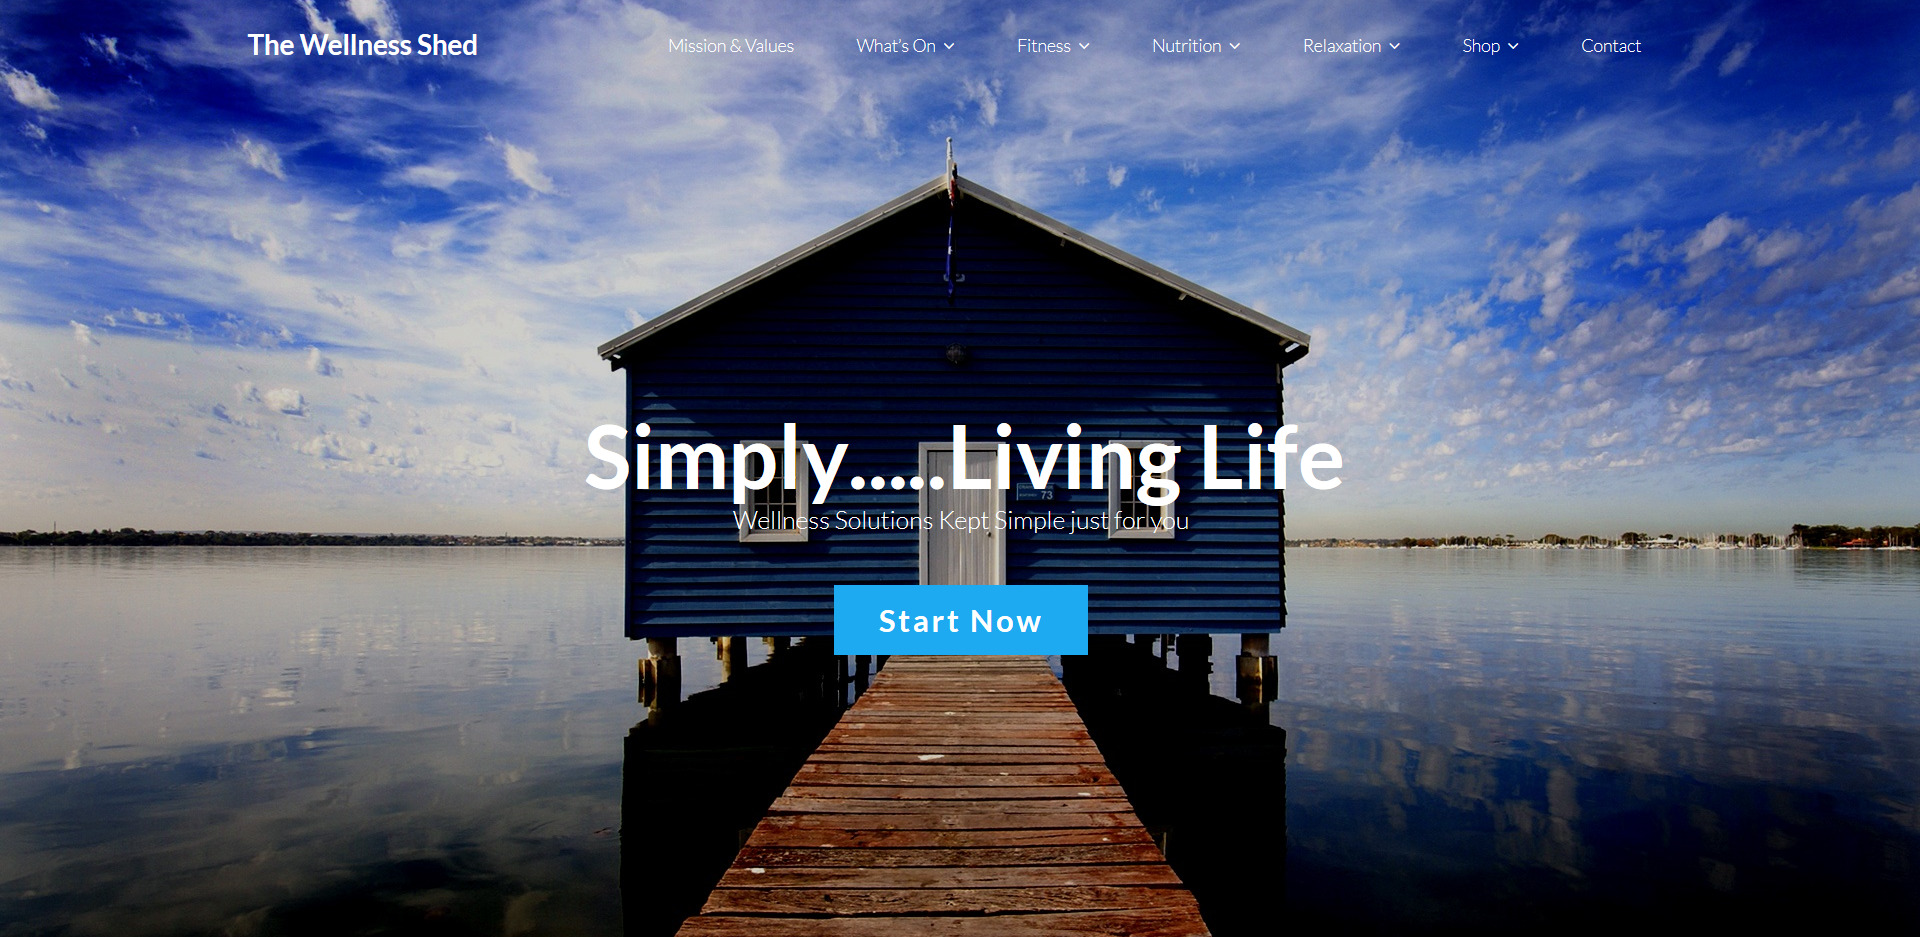 The Wellness Shed
Mission & Values
What's On
Fitness
Nutrition
Relaxation
Shop
Contact
Simply.....Living Life
73
Wellness Solutions Kept Simple just for you
Start Now